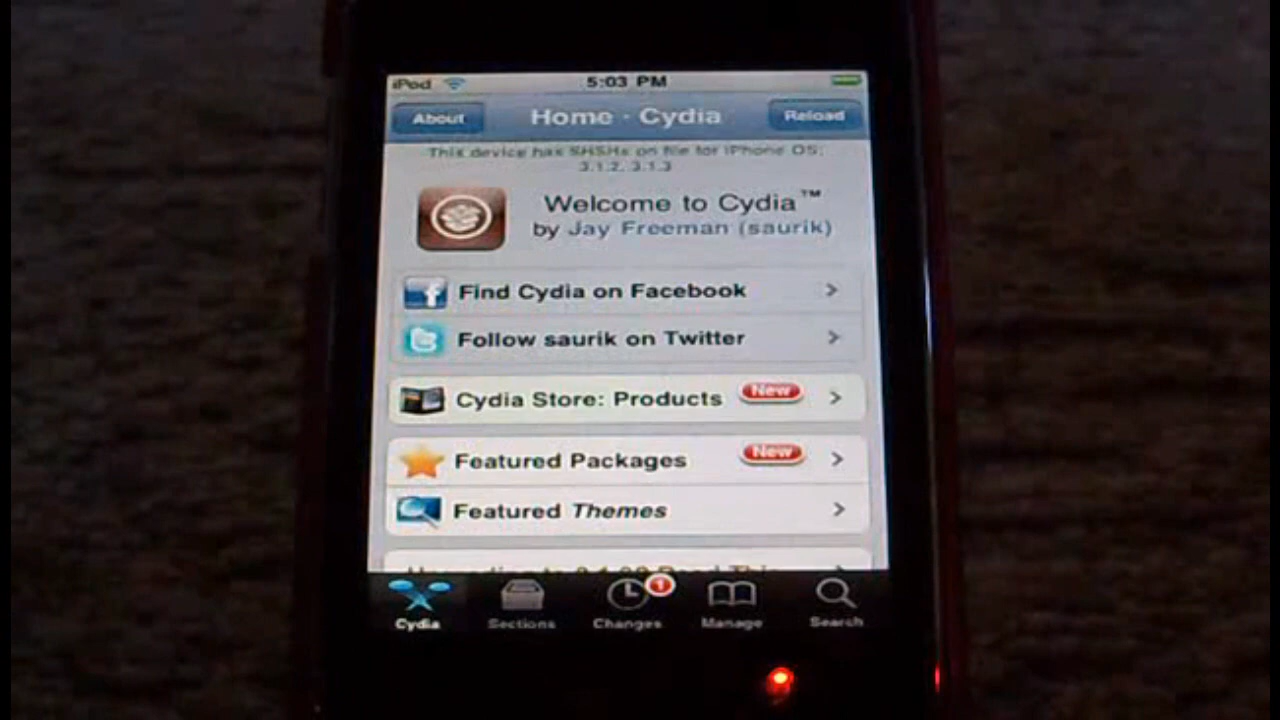 iPod 5:03 PM
About Home · Cydia Reload
This device has SHSHs on file for iPhone OS:
3.1.2, 3.1.3
Welcome to Cydia™
by Jay Freeman (saurik)
Find Cydia on Facebook
Follow saurik on Twitter
Cydia Store: Products New
Featured Packages New
Featured Themes
Read This
1
Cydia Sections Changes Manage Search